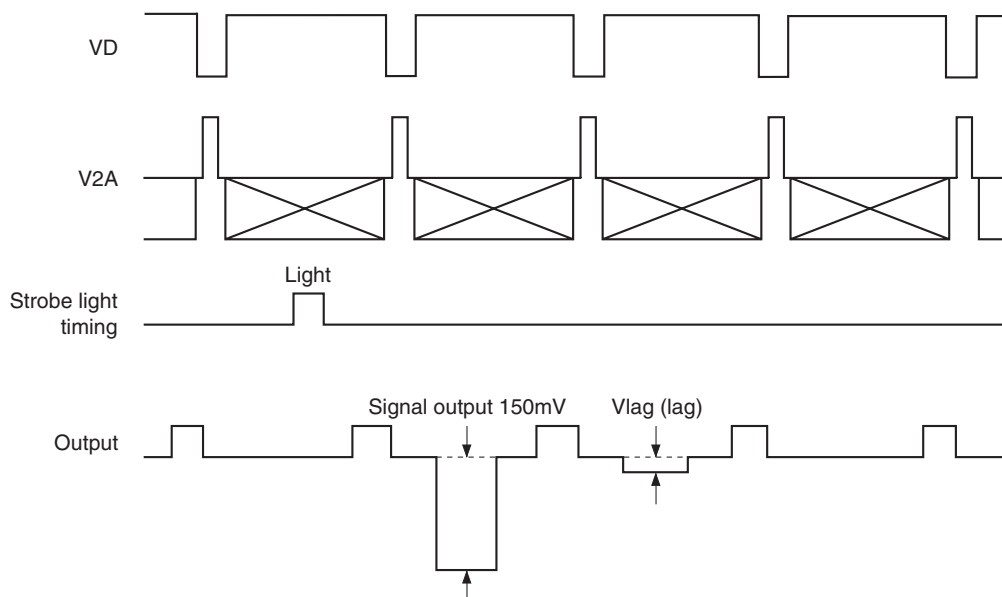 VD
V2A
Light
Strobe light
timing
Signal output 150mV
Vlag (lag)
Output